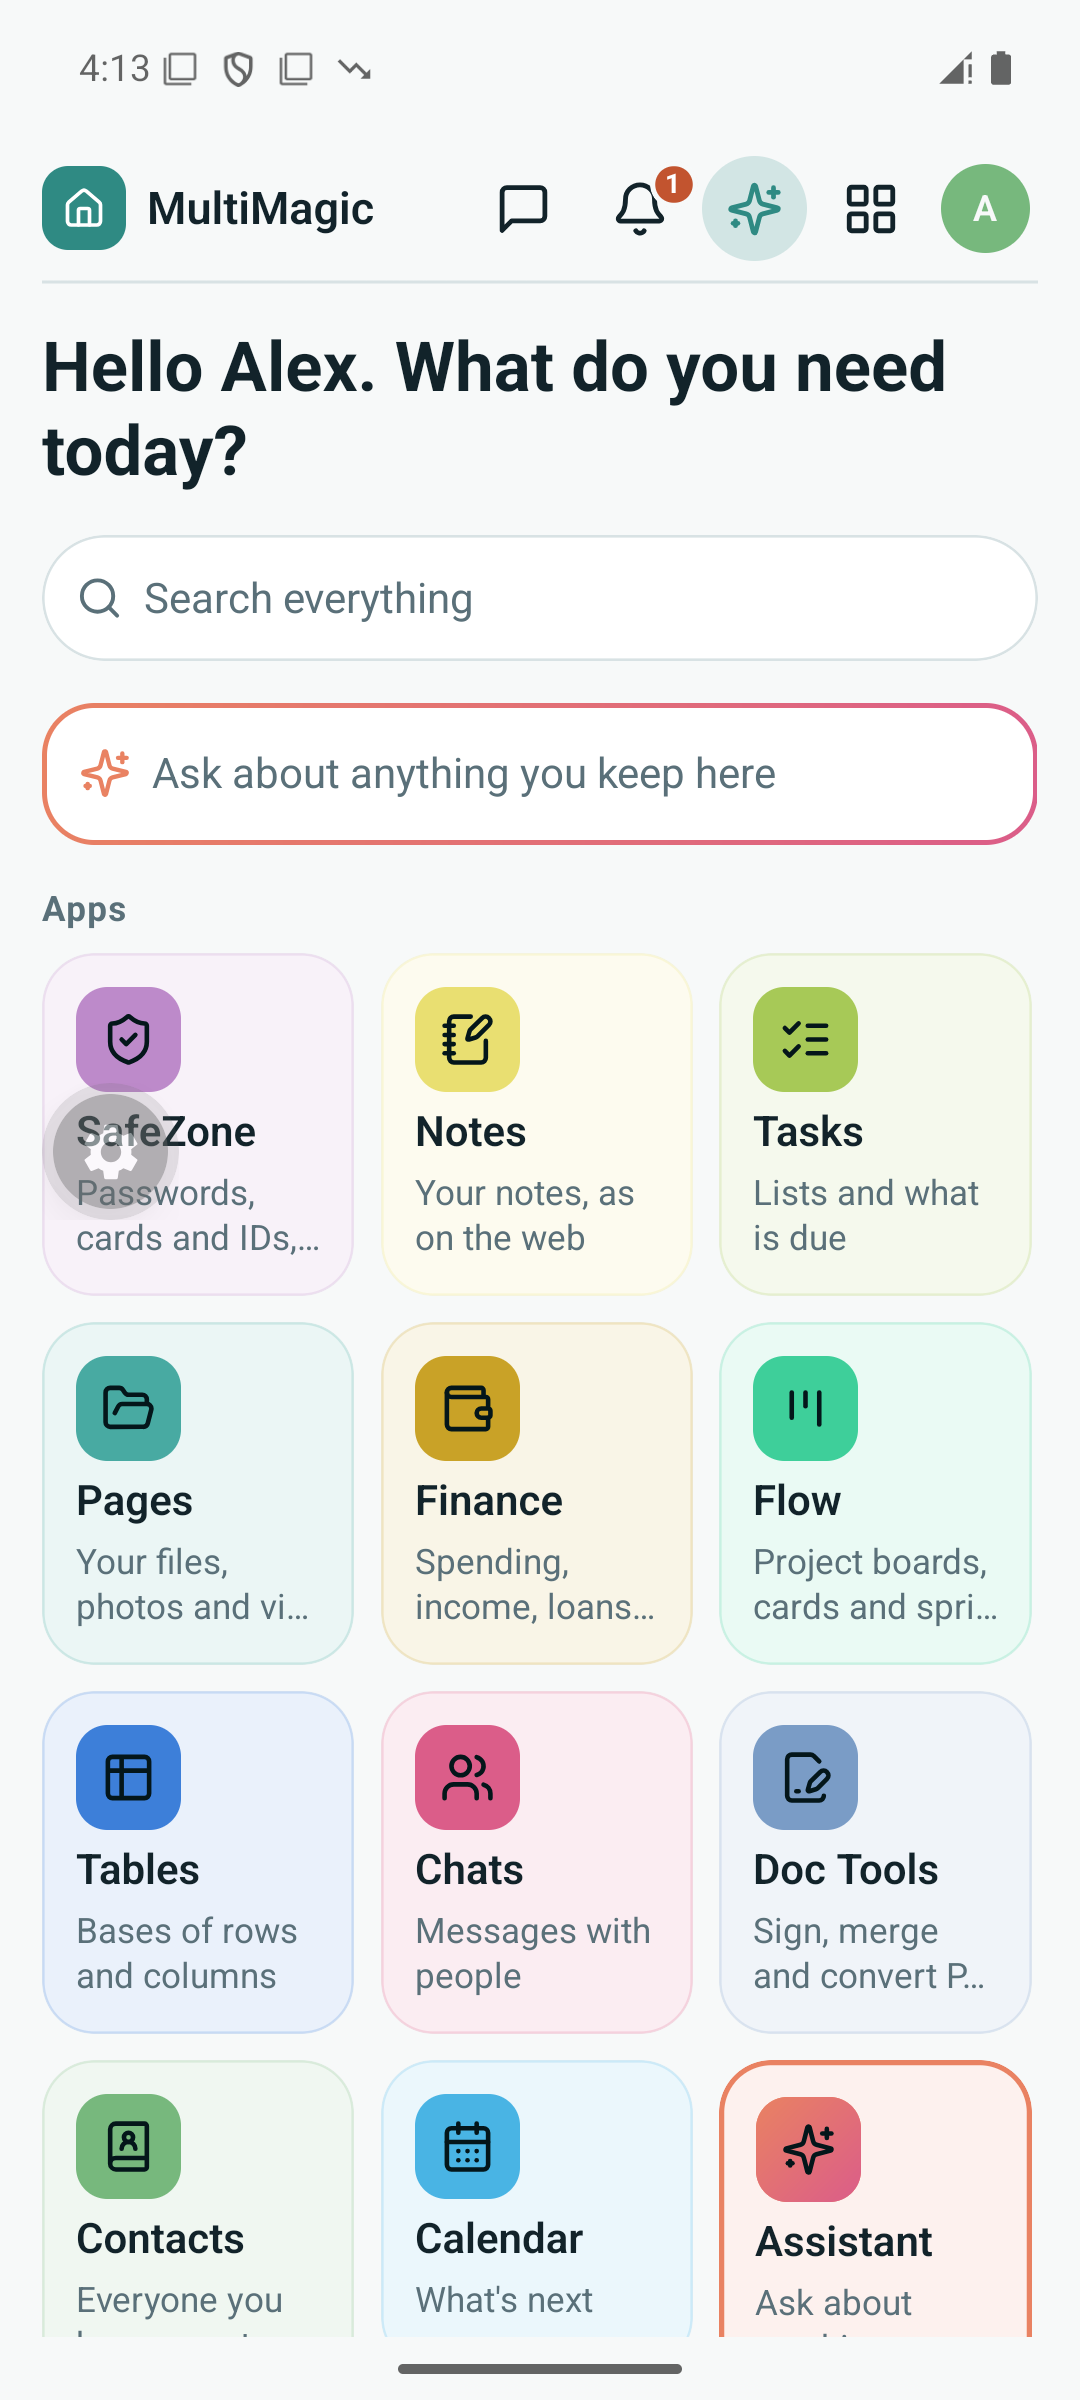 4:13
MultiMagic
1
A
Hello Alex. What do you need
today?
Search everything
Ask about anything you keep here
Apps
SafeZone
Passwords,
cards and IDs,…
Notes
Your notes, as
on the web
Tasks
Lists and what
is due
Pages
Your files,
photos and vi…
Finance
Spending,
income, loans…
Flow
Project boards,
cards and spri…
Tables
Bases of rows
and columns
Chats
Messages with
people
Doc Tools
Sign, merge
and convert P…
Contacts
Everyone you
Calendar
What's next
Assistant
Ask about